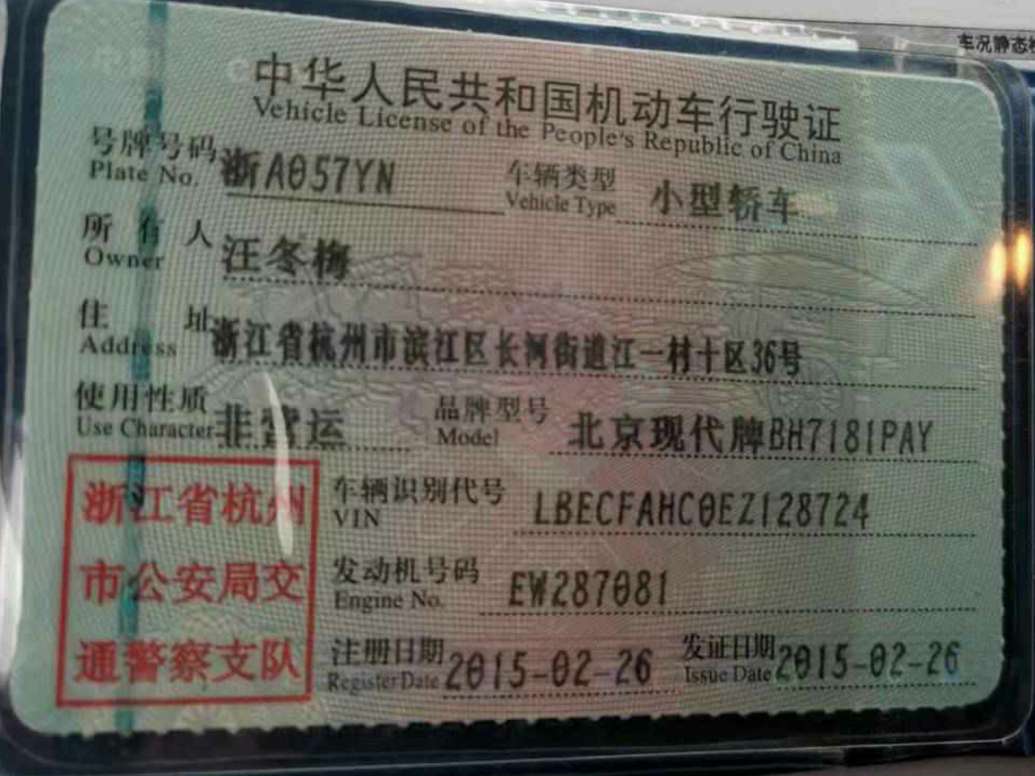 车况静态
中华人民共和国机动车行驶证
Vehicle License of the People's Republic of China
号牌号码 浙A057YN 车辆类型 小型轿车
Plate No. Vehicle Type
所有人 汪冬梅
Owner
住址 浙江省杭州市滨江区长河街道江一村十区36号
Address
使用性质 非营运 品牌型号 北京现代牌BH7181PAY
Use Character Model
浙江省杭州 车辆识别代号 LBECFAHC0EZ128724
VIN
市公安局交 发动机号码 EW287081
Engine No.
通警察支队 注册日期 2015-02-26 发证日期 2015-02-26
Register Date Issue Date